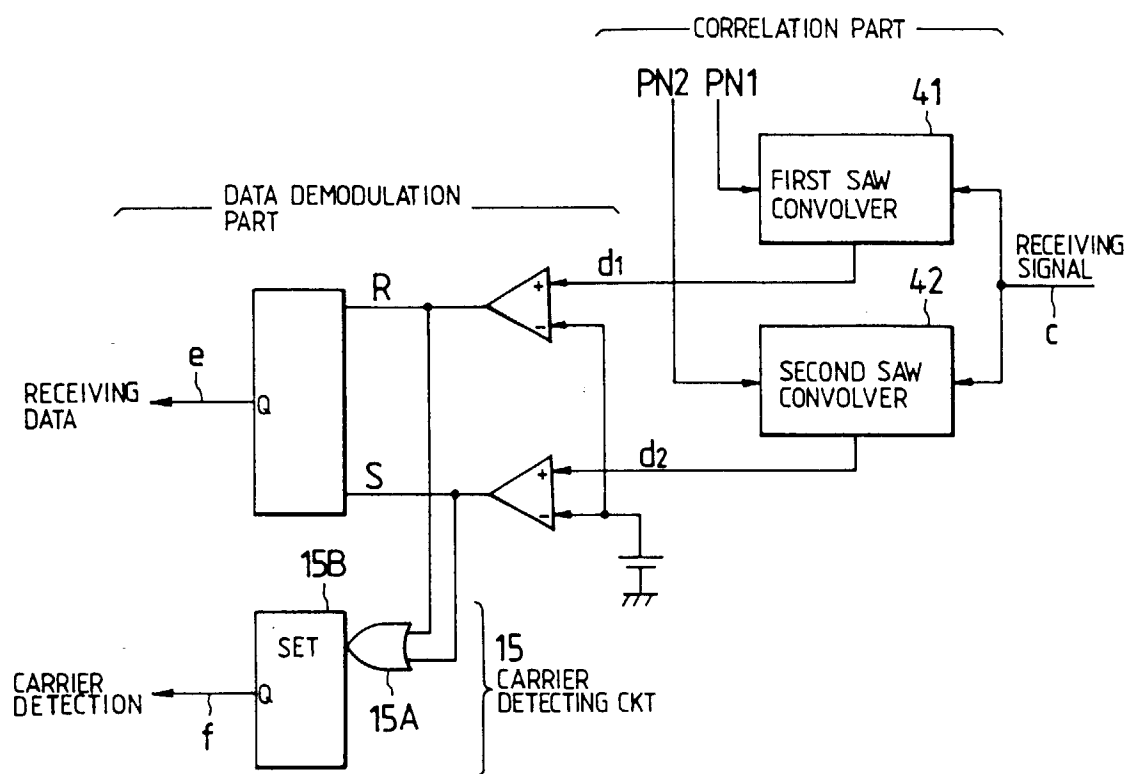 CORRELATION PART
PN2 PN1
41
FIRST SAW
CONVOLVER
DATA DEMODULATION
PART
RECEIVING
SIGNAL
c
d1
R
+
-
42
SECOND SAW
CONVOLVER
e
RECEIVING
DATA
Q
d2
S
+
-
15B
SET
15
CARRIER
DETECTING CKT
CARRIER
DETECTION
Q
15A
f